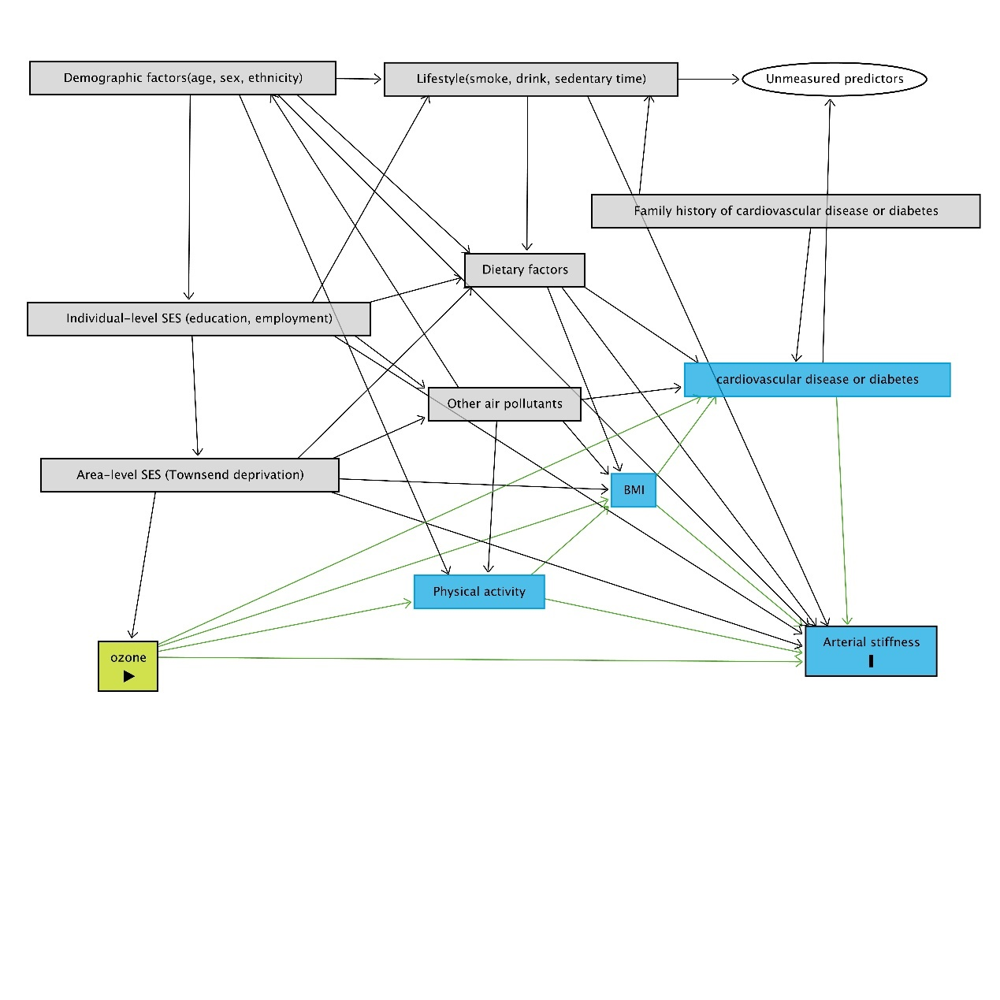 Demographic factors(age, sex, ethnicity)
Lifestyle(smoke, drink, sedentary time)
Unmeasured predictors
Family history of cardiovascular disease or diabetes
Dietary factors
Individual-level SES (education, employment)
cardiovascular disease or diabetes
Other air pollutants
Area-level SES (Townsend deprivation)
BMI
Physical activity
ozone
Arterial stiffness